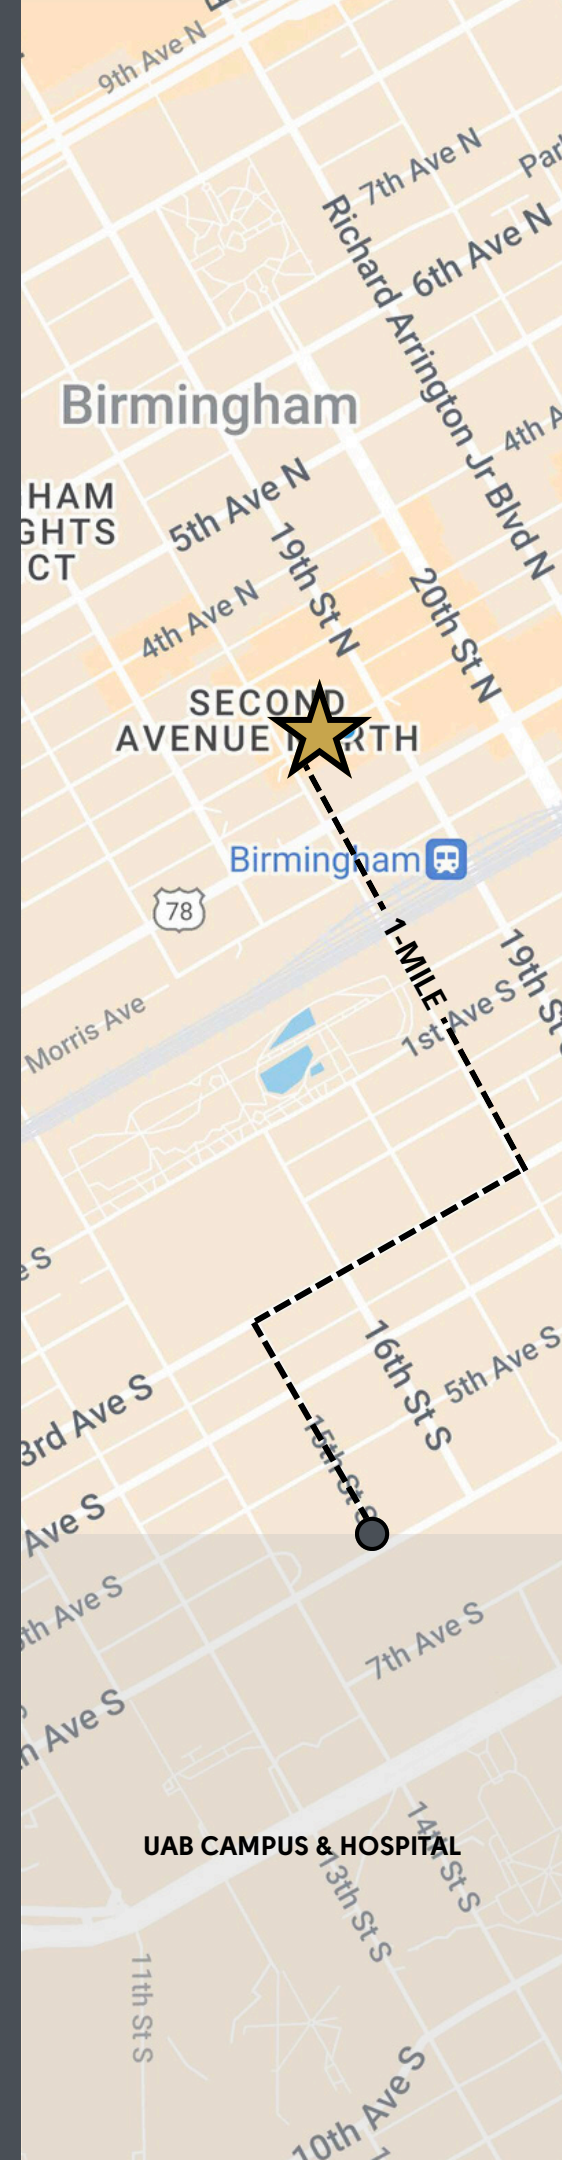 9th Ave N
7th Ave N
Richard Arrington Jr Blvd N
6th Ave N
Birmingham
4th A
HAM
GHTS
CT
5th Ave N
19th St N
4th Ave N
20th St N
SECOND
AVENUE NORTH
Birmingham
78
1-MILE
19th St
Morris Ave
1st Ave S
e S
16th St S
5th Ave S
3rd Ave S
15th St S
Ave S
th Ave S
7th Ave S
h Ave S
UAB CAMPUS & HOSPITAL
14th St S
13th St S
11th St S
10th Ave S